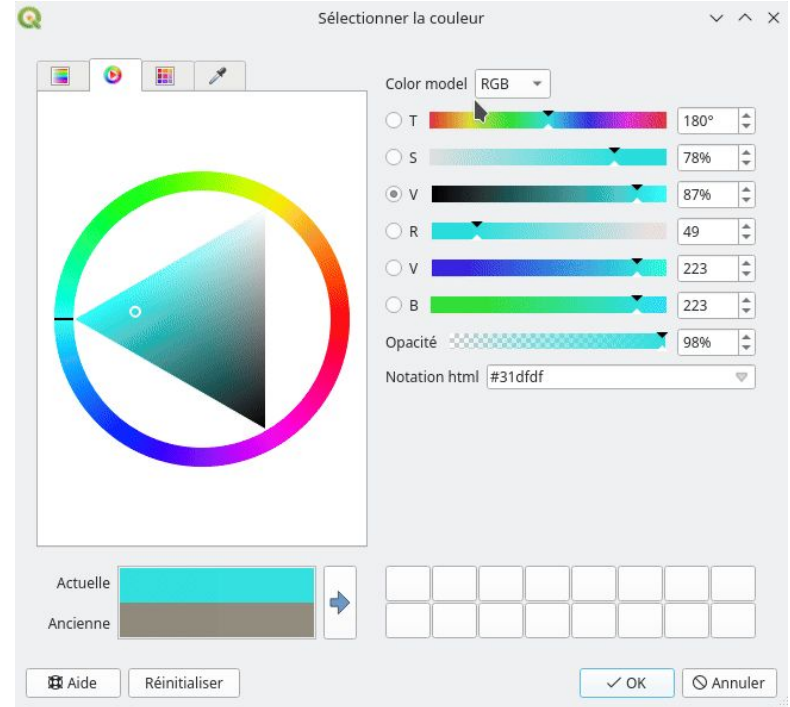 Sélectionner la couleur
Color model RGB
T 180°
S 78%
V 87%
R 49
V 223
B 223
Opacité 98%
Notation html #31dfdf
Actuelle
Ancienne
Aide
Réinitialiser
OK
Annuler